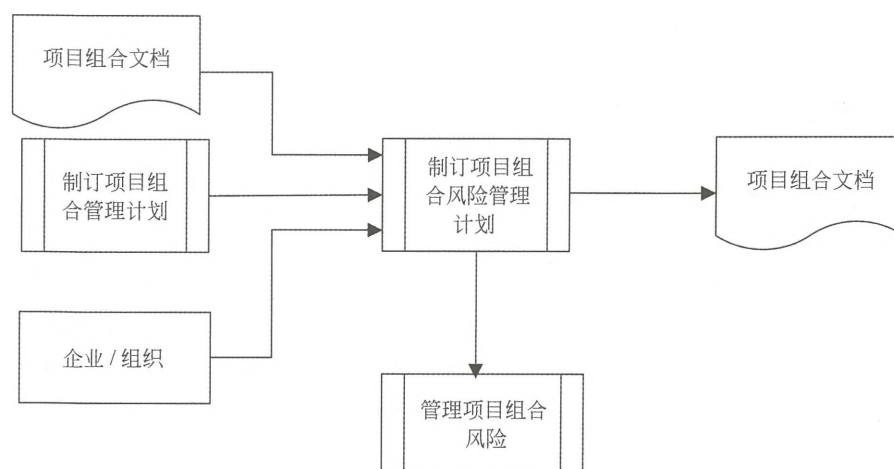 项目组合文档
制订项目组
合管理计划
企业 / 组织
制订项目组
合风险管理
计划
管理项目组合
风险
项目组合文档